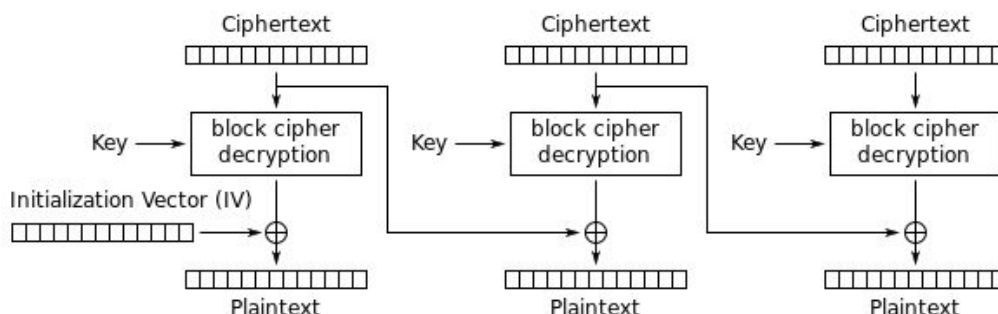 Ciphertext Ciphertext Ciphertext
Key block cipher decryption Key block cipher decryption Key block cipher decryption
Initialization Vector (IV)
Plaintext Plaintext Plaintext